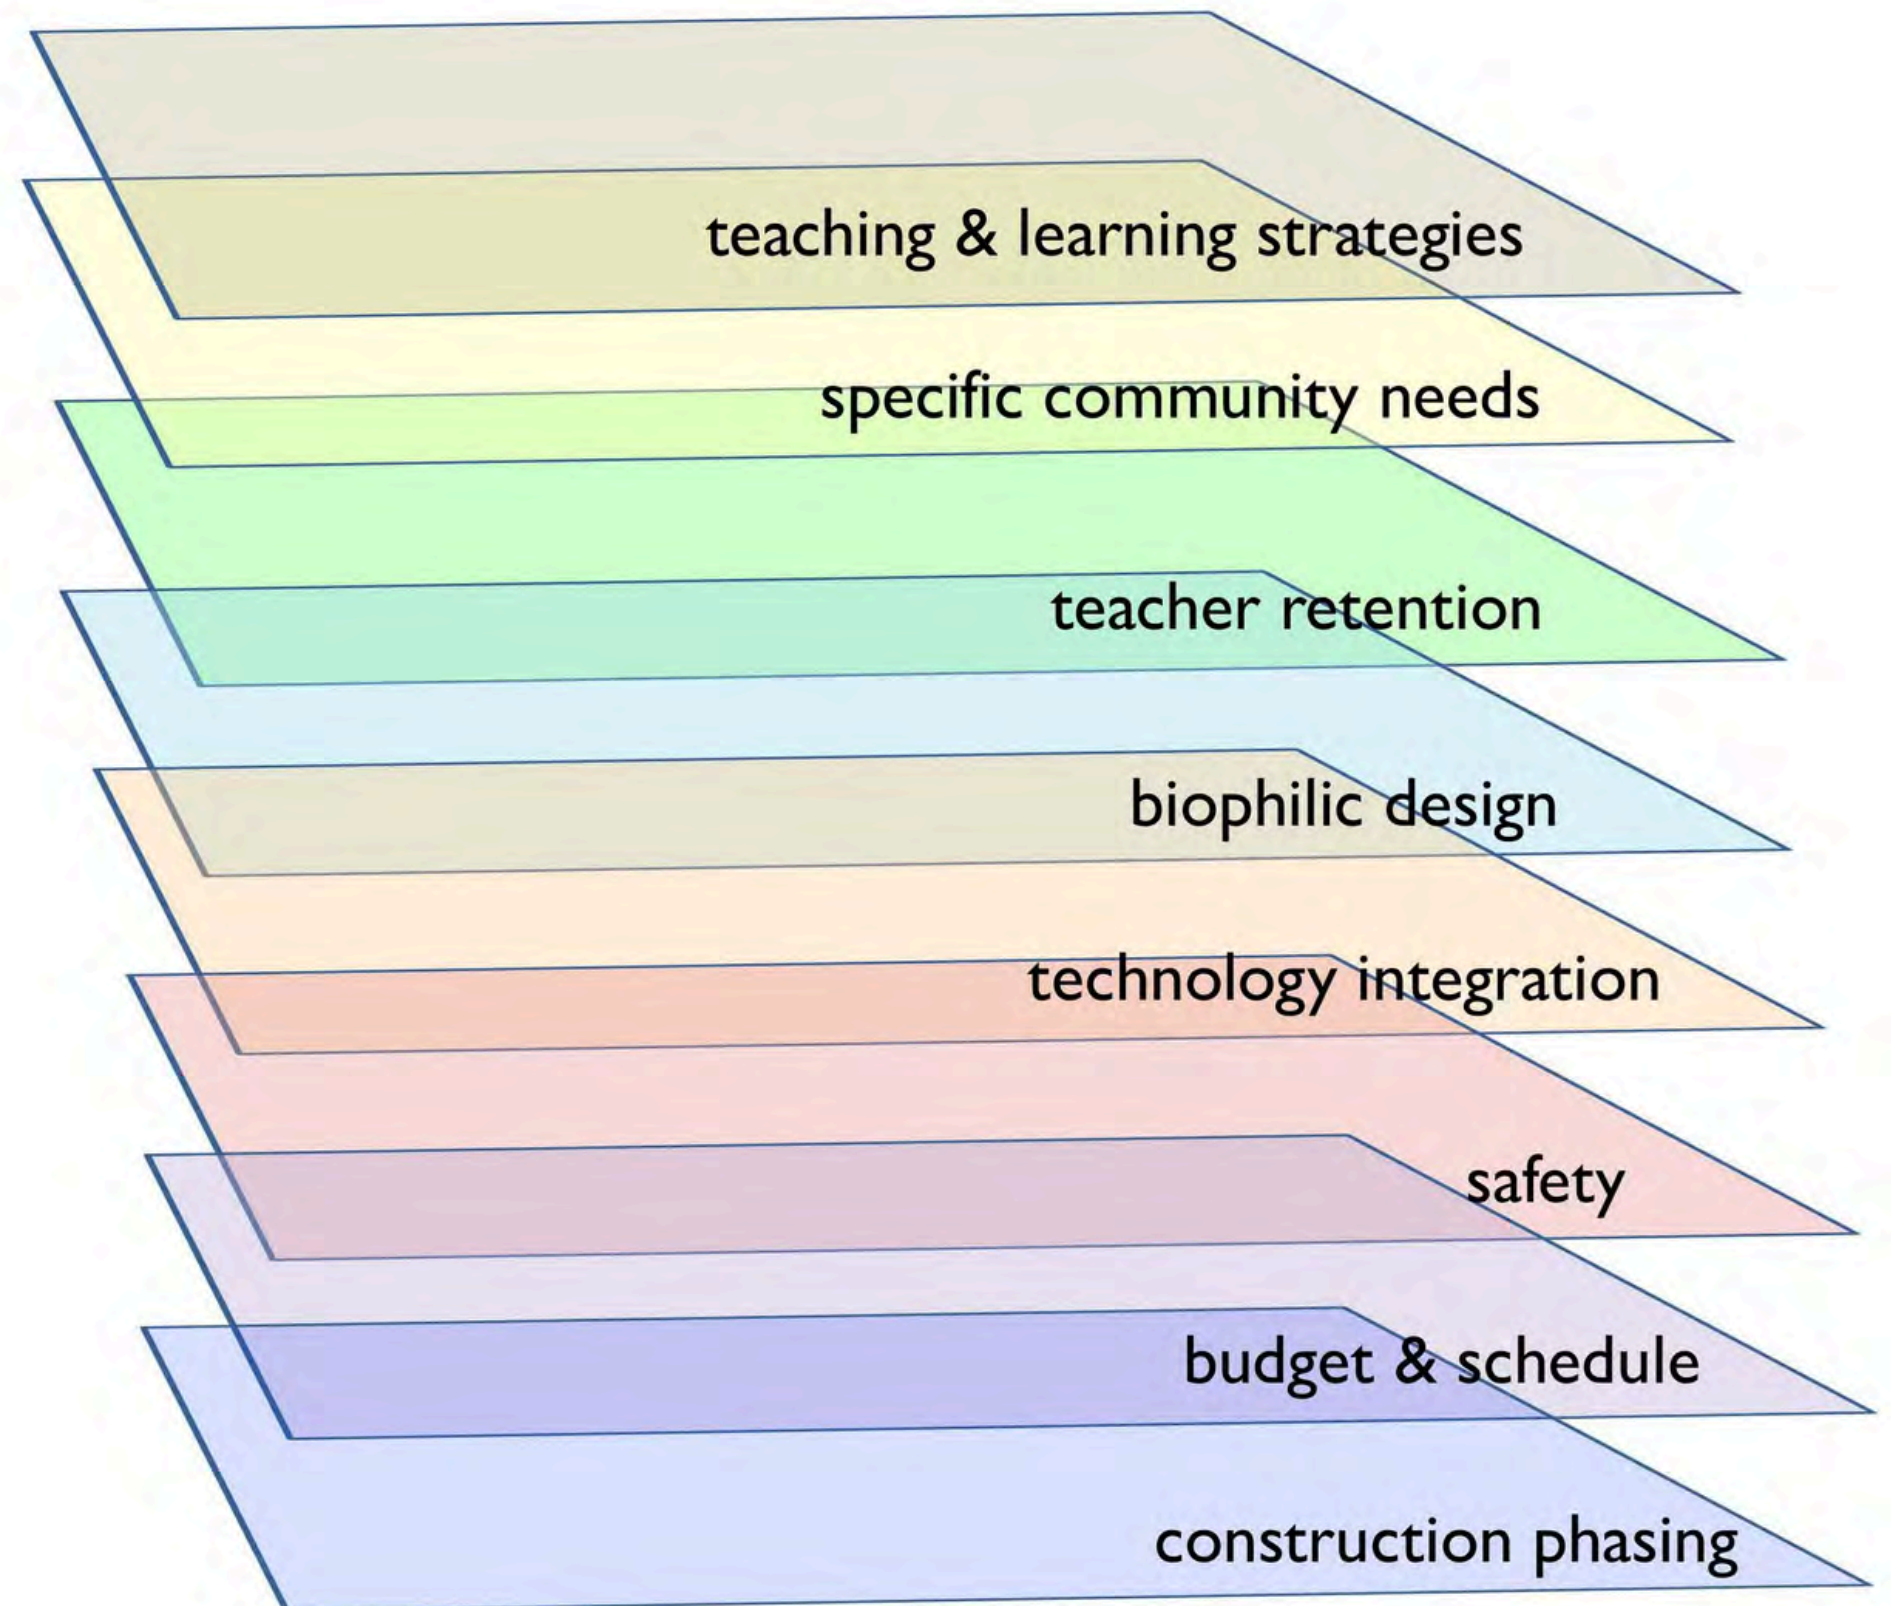 teaching & learning strategies
specific community needs
teacher retention
biophilic design
technology integration
safety
budget & schedule
construction phasing